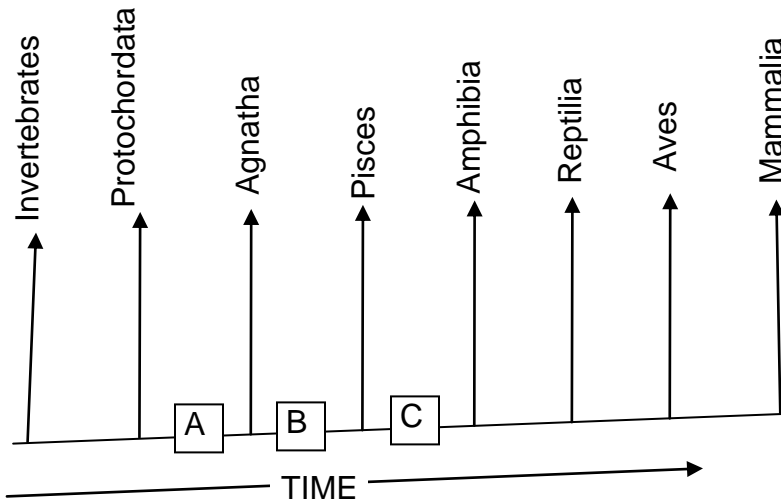 Invertebrates
Protochordata
Agnatha
Pisces
Amphibia
Reptilia
Aves
Mammalia
A
B
C
TIME